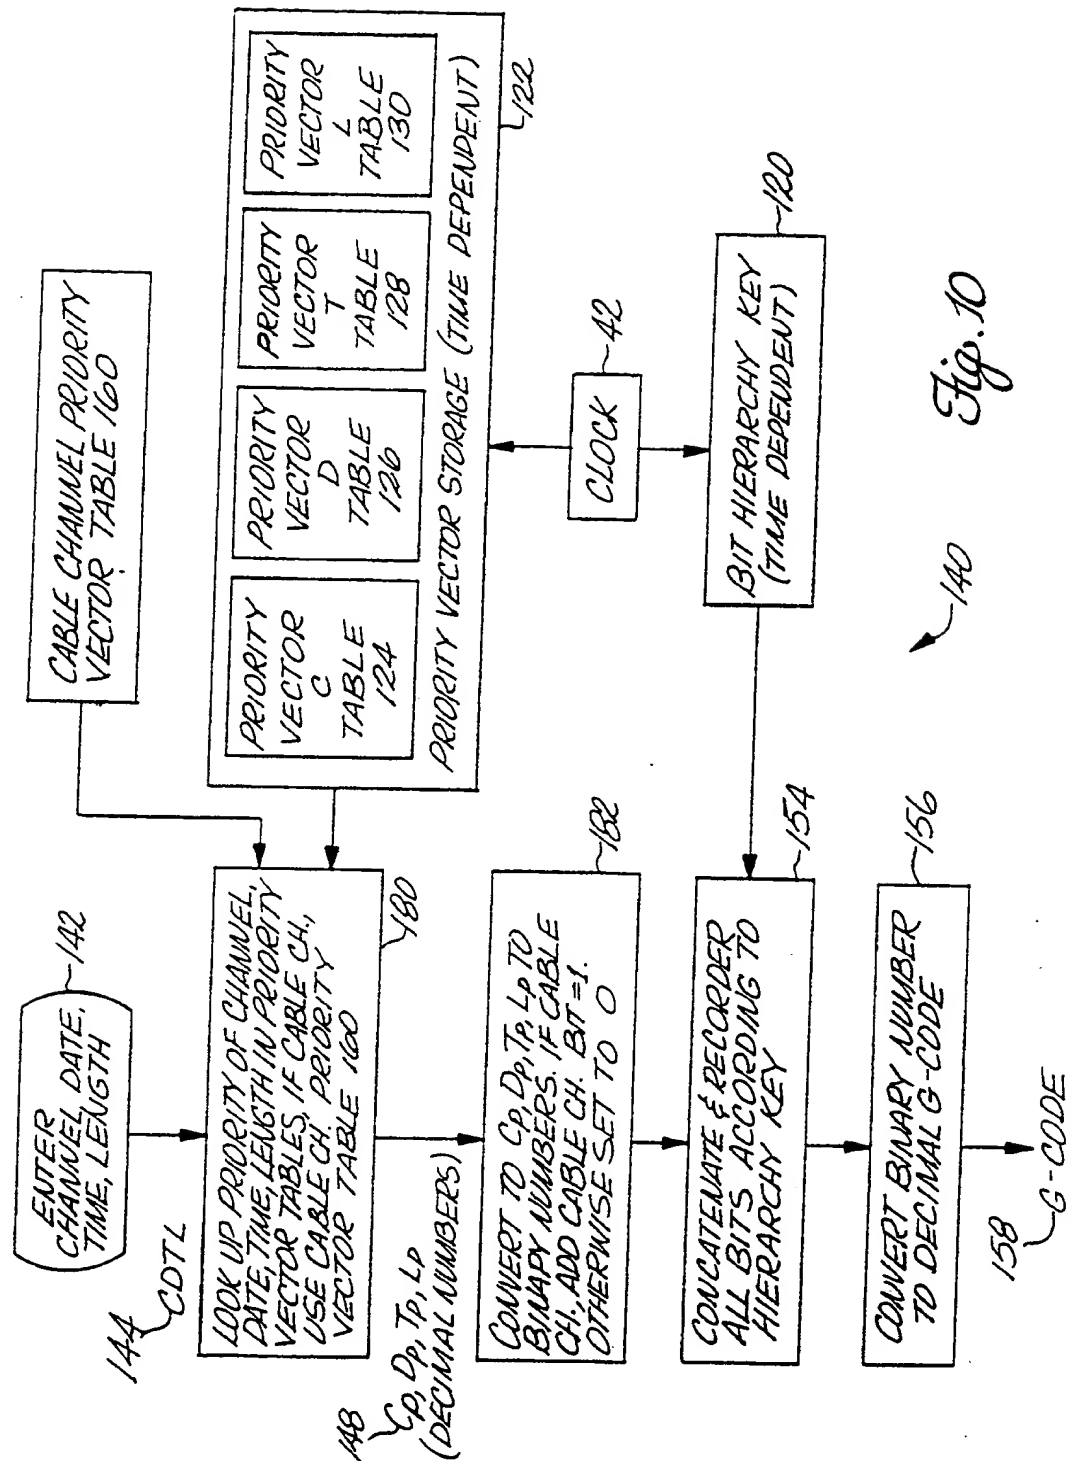 ENTER
CHANNEL, DATE,
TIME, LENGTH
142
144
CDTL
CABLE CHANNEL PRIORITY
VECTOR TABLE 160
LOOK UP PRIORITY OF CHANNEL,
DATE, TIME, LENGTH IN PRIORITY
VECTOR TABLES, IF CABLE CH.,
USE CABLE CH. PRIORITY
VECTOR TABLE 160
180
PRIORITY
VECTOR
C
TABLE
124
PRIORITY
VECTOR
D
TABLE
126
PRIORITY
VECTOR
T
TABLE
128
PRIORITY
VECTOR
L
TABLE
130
PRIORITY VECTOR STORAGE (TIME DEPENDENT)
122
148
CP, DP, TP, LP
(DECIMAL NUMBERS)
CONVERT TO CP, DP, TP, LP TO
BINARY NUMBERS. IF CABLE
CH., ADD CABLE CH. BIT = 1.
OTHERWISE SET TO 0
182
CLOCK
42
CONCATENATE & RECORDER
ALL BITS ACCORDING TO
HIERARCHY KEY
154
BIT HIERARCHY KEY
(TIME DEPENDENT)
120
CONVERT BINARY NUMBER
TO DECIMAL G-CODE
156
158
G-CODE
140
Fig. 10